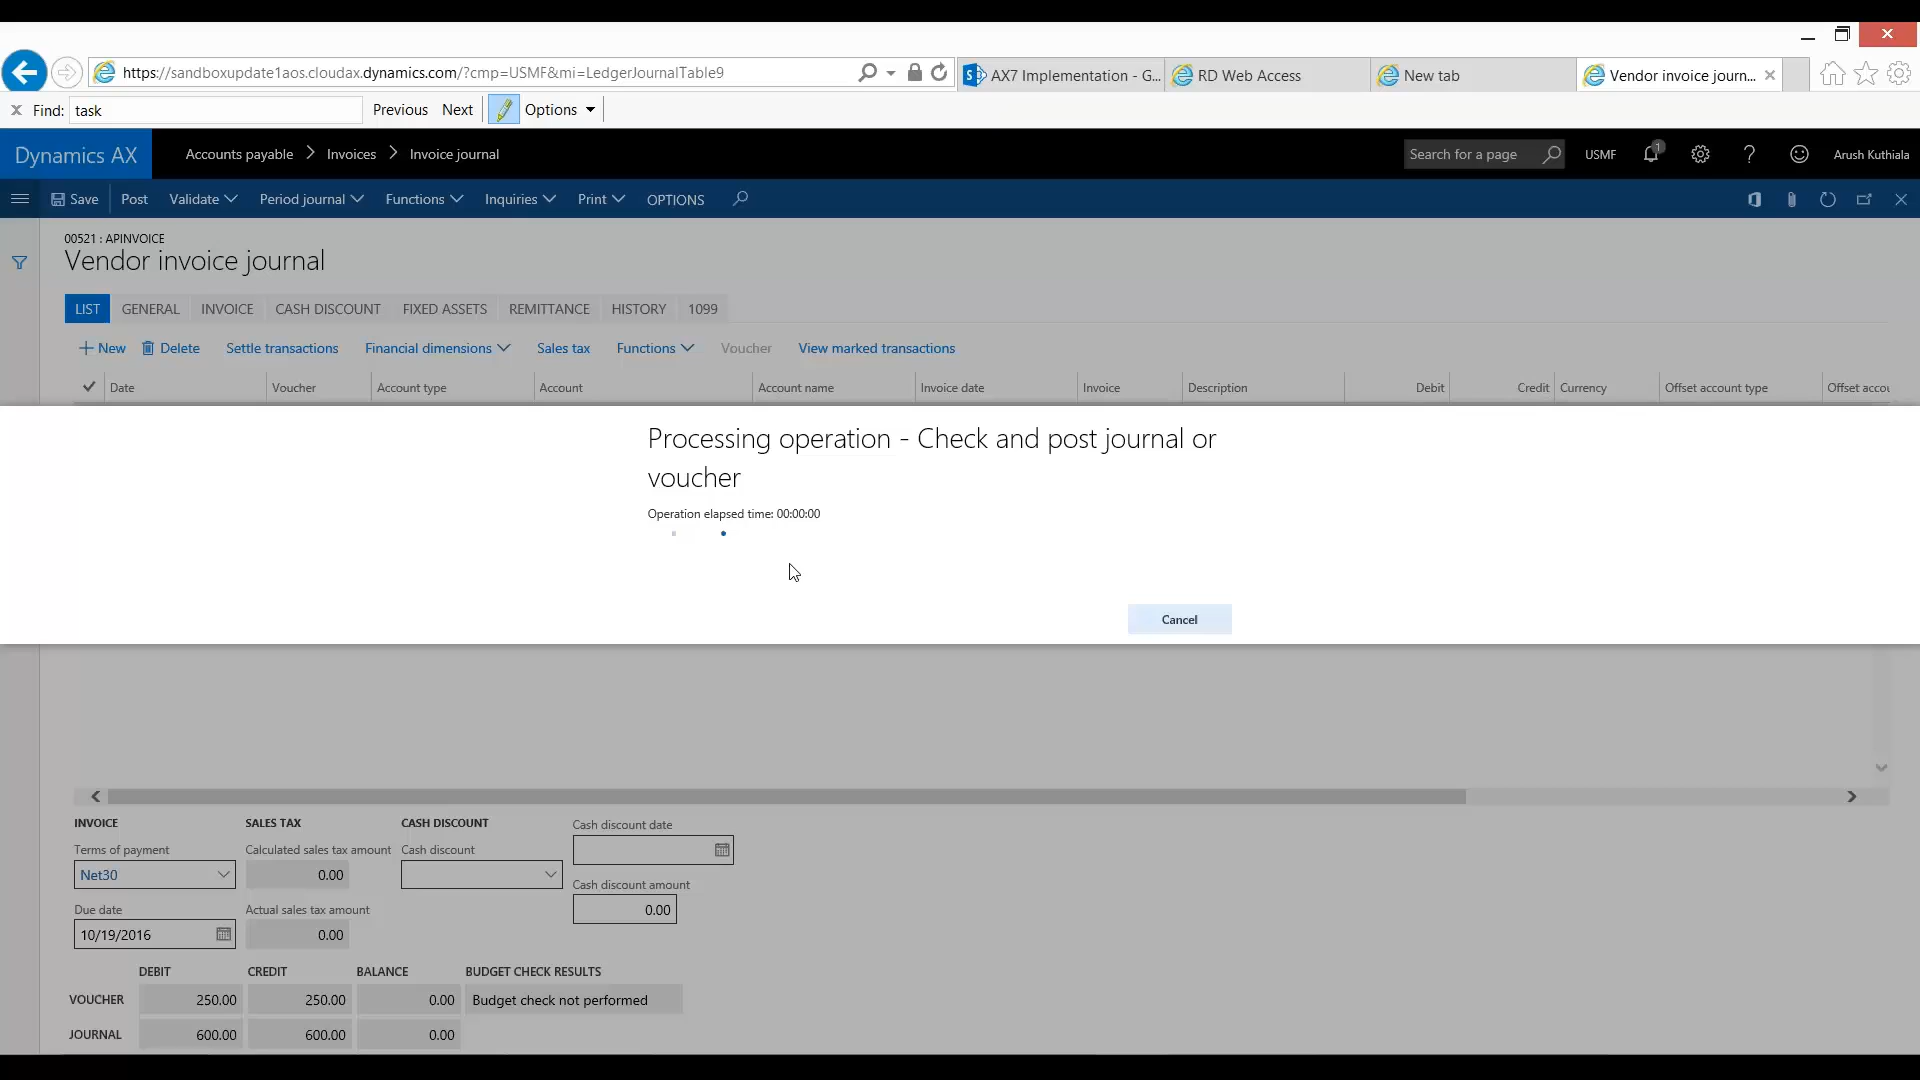 https://sandboxupdate1aos.cloudax.dynamics.com/?cmp=USMF&mi=LedgerJournalTable9
AX7 Implementation - G...
RD Web Access
New tab
Vendor invoice journ...
Find: task Previous Next Options
Dynamics AX Accounts payable Invoices Invoice journal Search for a page USMF 1 ? Arush Kuthiala
Save Post Validate Period journal Functions Inquiries Print OPTIONS
00521 : APINVOICE
Vendor invoice journal
LIST GENERAL INVOICE CASH DISCOUNT FIXED ASSETS REMITTANCE HISTORY 1099
New Delete Settle transactions Financial dimensions Sales tax Functions Voucher View marked transactions
Date Voucher Account type Account Account name Invoice date Invoice Description Debit Credit Currency Offset account type Offset accou
Processing operation - Check and post journal or
voucher
Operation elapsed time: 00:00:00
Cancel
INVOICE SALES TAX CASH DISCOUNT Cash discount date
Terms of payment Calculated sales tax amount Cash discount
Net30 0.00
Cash discount amount
Due date Actual sales tax amount 0.00
10/19/2016 0.00
DEBIT CREDIT BALANCE BUDGET CHECK RESULTS
VOUCHER 250.00 250.00 0.00 Budget check not performed
JOURNAL 600.00 600.00 0.00